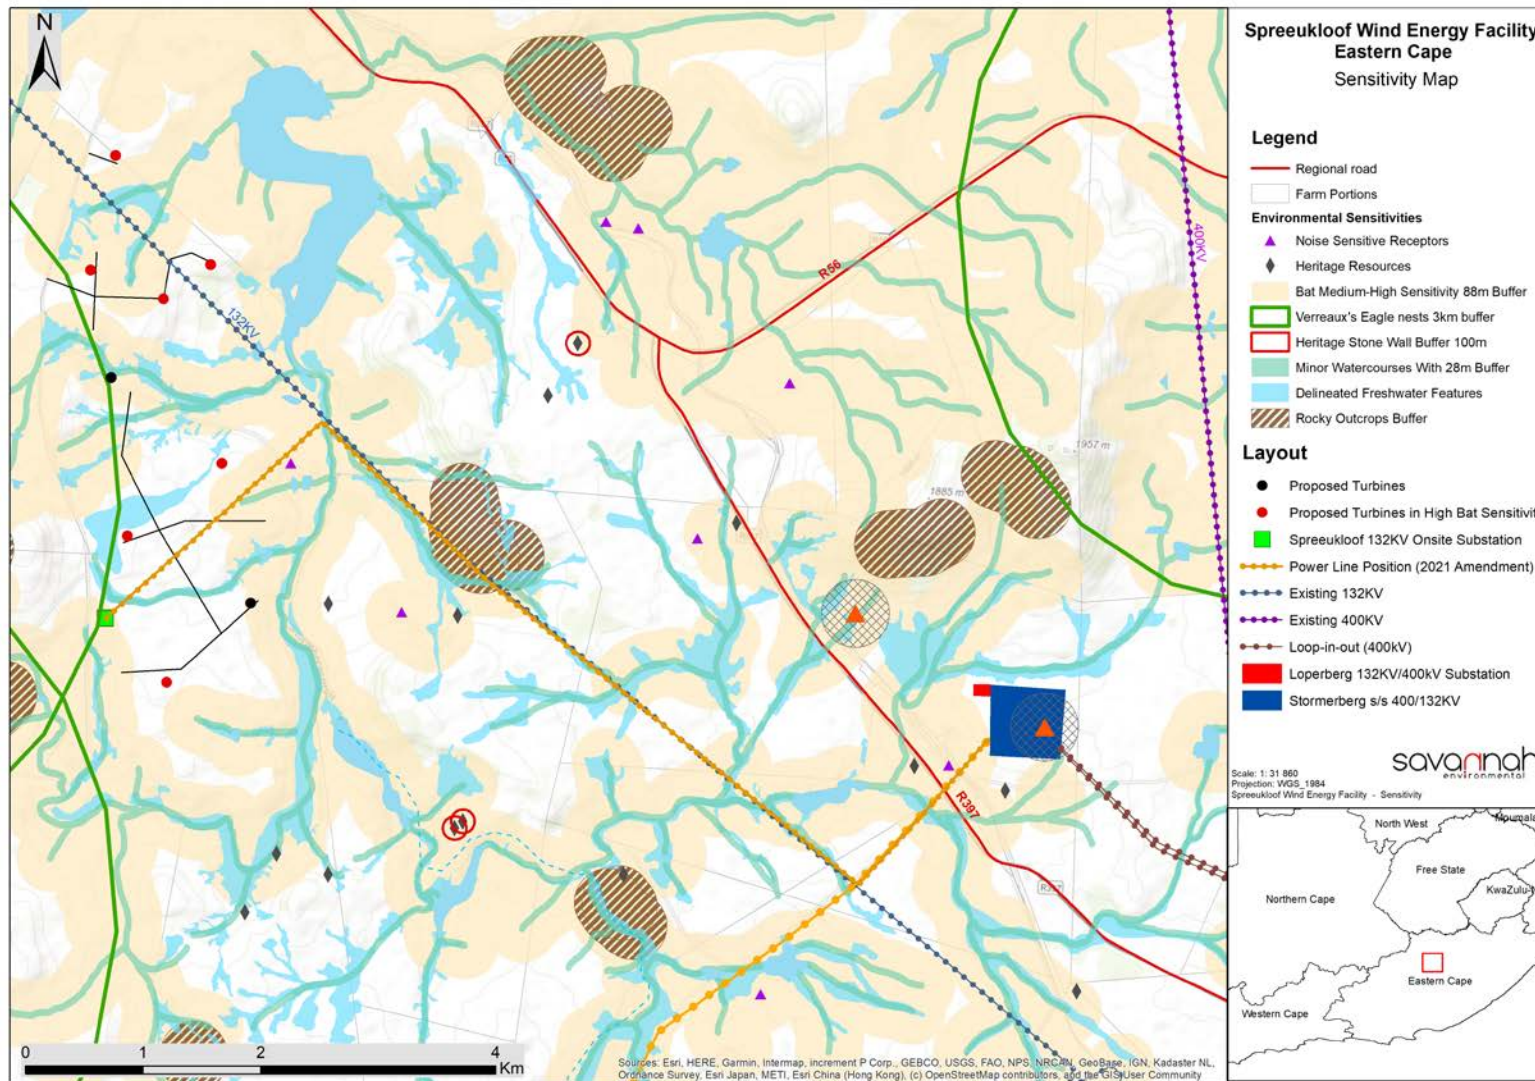 N
132KV
R56
400KV
1957 m
1885 m
R397
0 1 2 4
Km
Sources: Esri, HERE, Garmin, Intermap, increment P Corp., GEBCO, USGS, FAO, NPS, NRCAN, GeoBase, IGN, Kadaster NL,
Ordnance Survey, Esri Japan, METI, Esri China (Hong Kong), (c) OpenStreetMap contributors, and the GIS User Community
Spreeukloof Wind Energy Facility
Eastern Cape
Sensitivity Map
Legend
Regional road
Farm Portions
Environmental Sensitivities
Noise Sensitive Receptors
Heritage Resources
Bat Medium-High Sensitivity 88m Buffer
Verreaux's Eagle nests 3km buffer
Heritage Stone Wall Buffer 100m
Minor Watercourses With 28m Buffer
Delineated Freshwater Features
Rocky Outcrops Buffer
Layout
Proposed Turbines
Proposed Turbines in High Bat Sensitivit
Spreeukloof 132KV Onsite Substation
Power Line Position (2021 Amendment)
Existing 132KV
Existing 400KV
Loop-in-out (400kV)
Loperberg 132KV/400kV Substation
Stormerberg s/s 400/132KV
savannah
environmental
Scale: 1: 31 860
Projection: WGS_1984
Spreeukloof Wind Energy Facility - Sensitivity
North West
Free State
Northern Cape
Eastern Cape
Western Cape